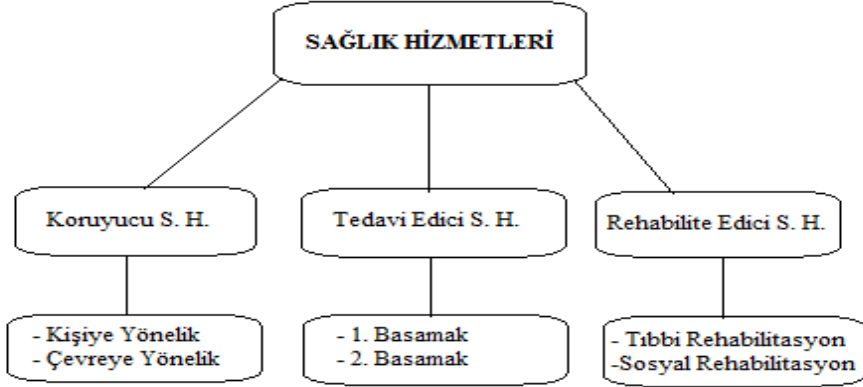 SAĞLIK HİZMETLERİ
Koruyucu S. H.
Tedavi Edici S. H.
Rehabilite Edici S. H.
- Kişiye Yönelik
- Çevreye Yönelik
- 1. Basamak
- 2. Basamak
- Tıbbi Rehabilitasyon
-Sosyal Rehabilitasyon